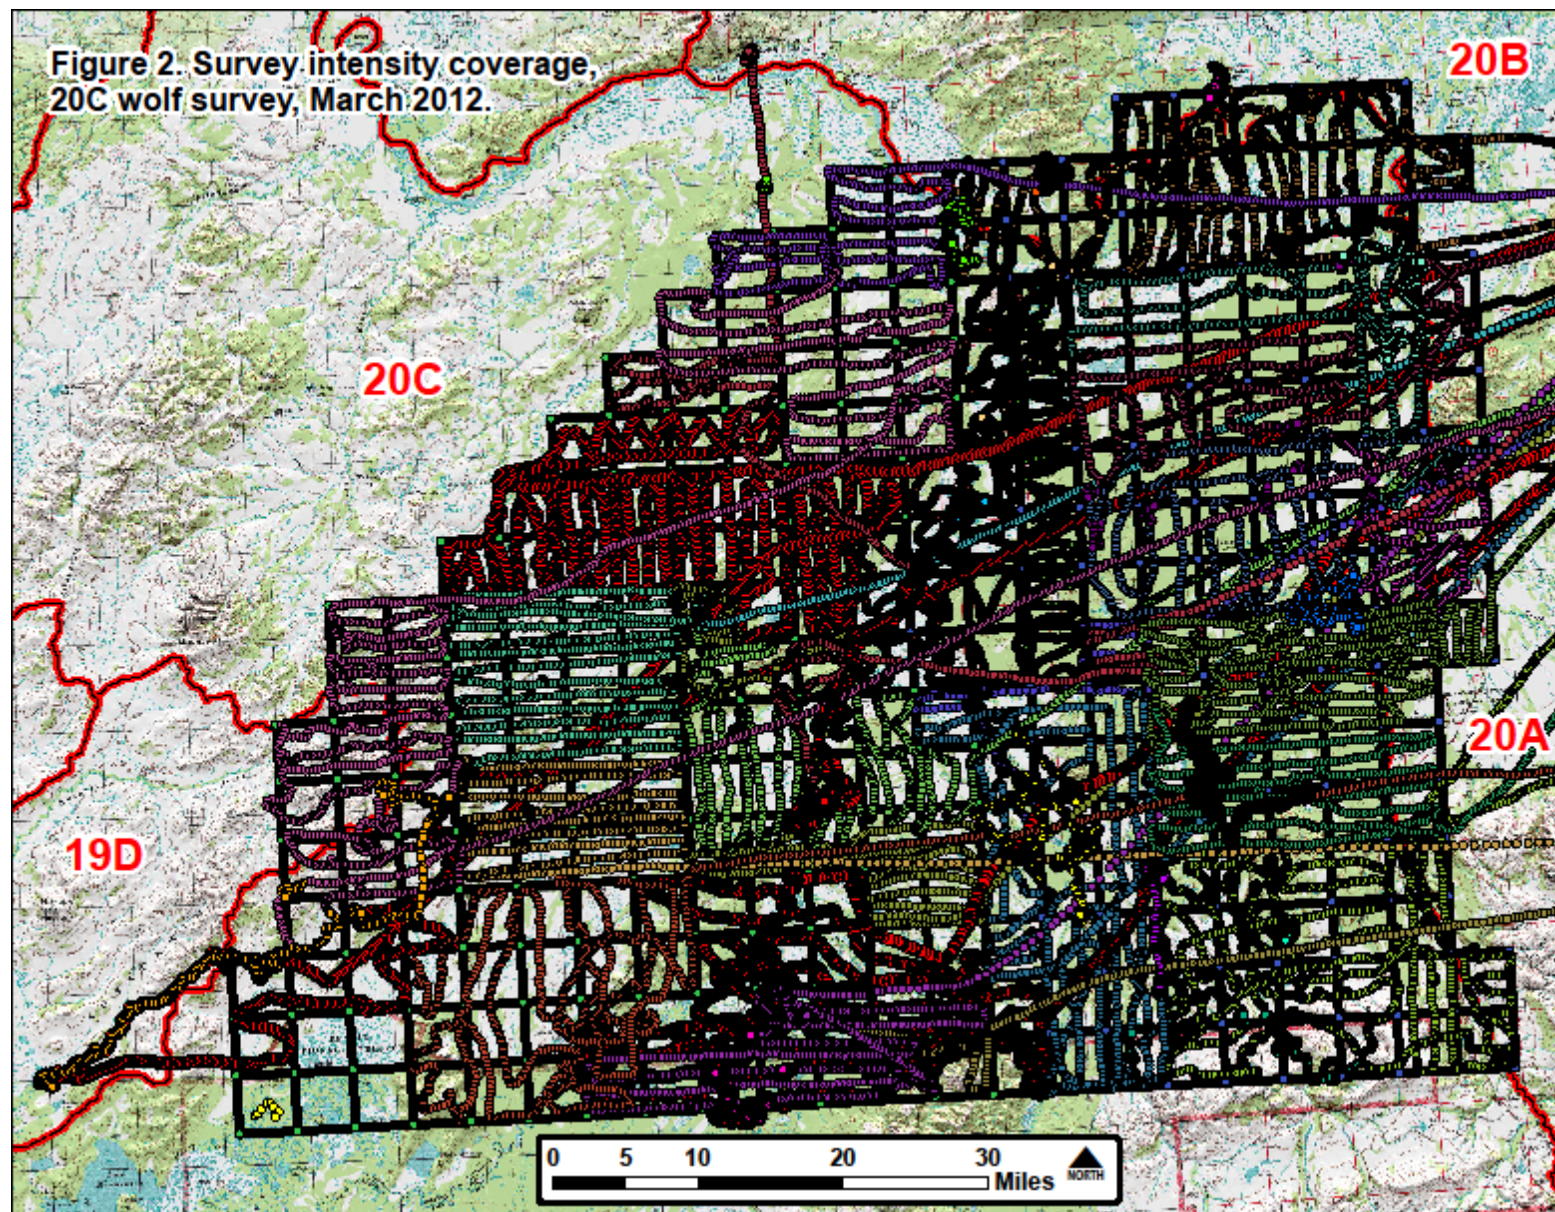 Figure 2. Survey intensity coverage,
20C wolf survey, March 2012.
20B
20C
20A
19D
0 5 10 20 30
Miles
NORTH